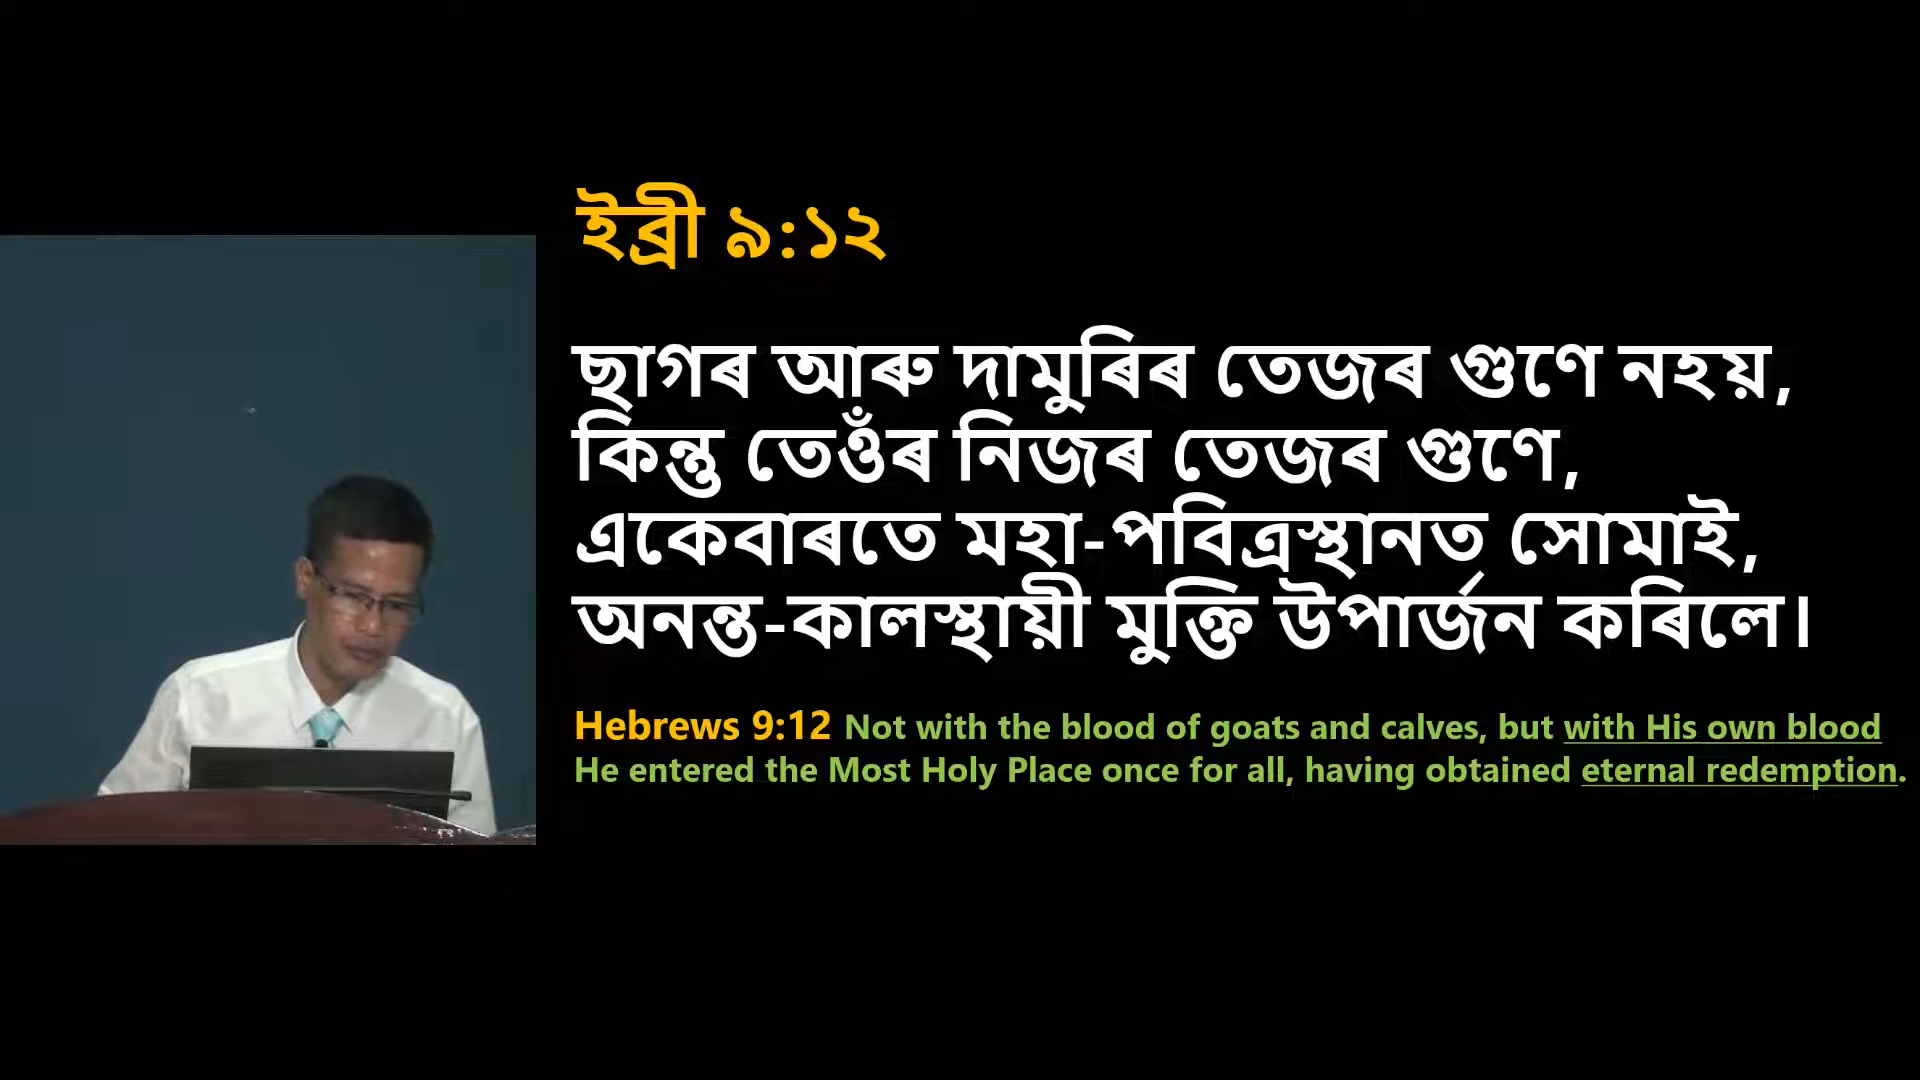 ইব্ৰী ৯:১২
ছাগৰ আৰু দামুৰিৰ তেজৰ গুণে নহয়,
কিন্তু তেওঁৰ নিজৰ তেজৰ গুণে,
একেবাৰতে মহা-পবিত্ৰস্থানত সোমাই,
অনন্ত-কালস্থায়ী মুক্তি উপাৰ্জন কৰিলে।
Hebrews 9:12 Not with the blood of goats and calves, but with His own blood
He entered the Most Holy Place once for all, having obtained eternal redemption.